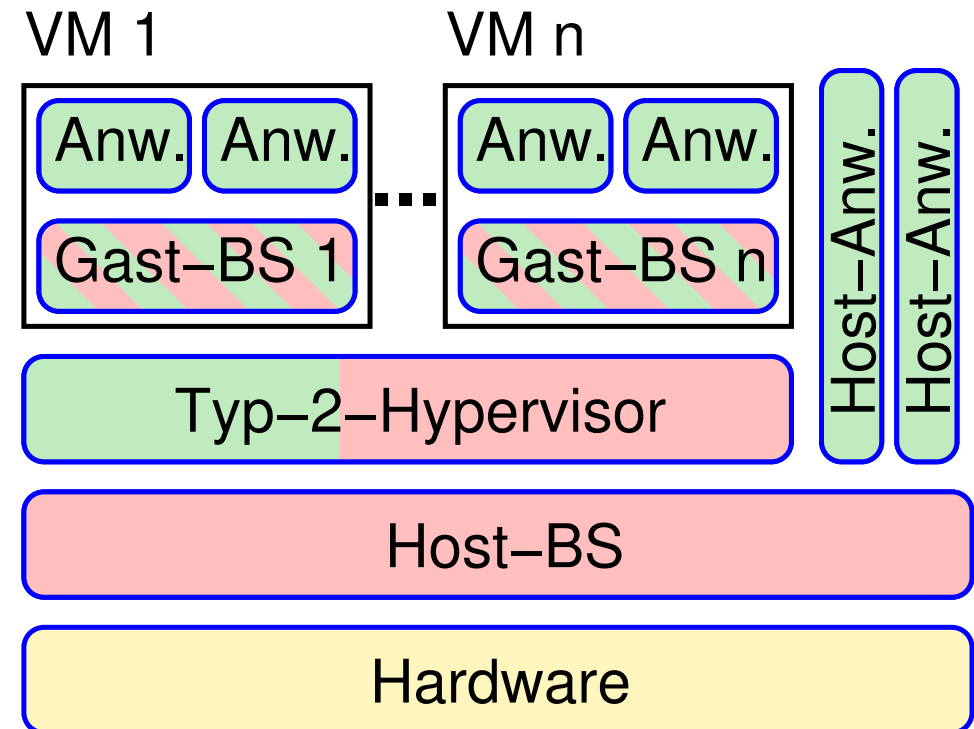 VM 1
VM n
Anw.
Anw.
Anw.
Anw.
Gast–BS 1
Gast–BS n
Host–Anw.
Host–Anw.
Typ–2–Hypervisor
Host–BS
Hardware